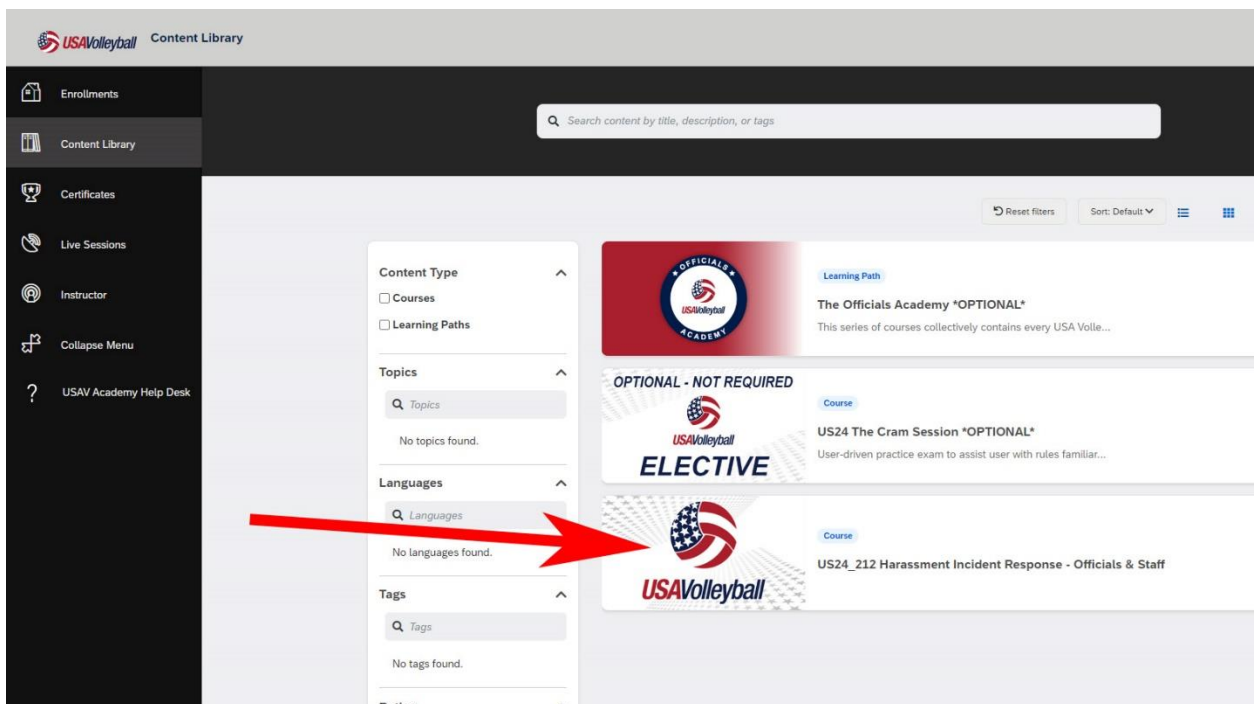 USAVolleyball Content Library
Enrollments
Content Library
Certificates
Live Sessions
Instructor
Collapse Menu
USAV Academy Help Desk
Search content by title, description, or tags
Reset filters
Sort: Default
Content Type
Courses
Learning Paths
Topics
Topics
No topics found.
Languages
Languages
No languages found.
Tags
Tags
No tags found.
OFFICIALS
USAVolleyball
ACADEMY
Learning Path
The Officials Academy *OPTIONAL*
This series of courses collectively contains every USA Volle...
OPTIONAL - NOT REQUIRED
USAVolleyball
ELECTIVE
Course
US24 The Cram Session *OPTIONAL*
User-driven practice exam to assist user with rules familiar...
USAVolleyball
Course
US24_212 Harassment Incident Response - Officials & Staff